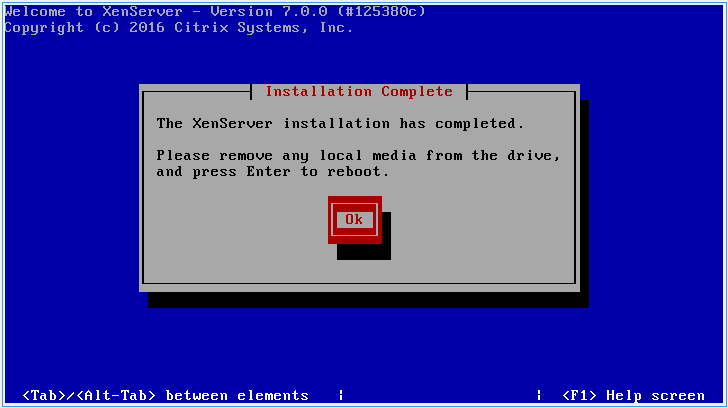 Welcome to XenServer - Version 7.0.0 (#125380c)
Copyright (c) 2016 Citrix Systems, Inc.
Installation Complete
The XenServer installation has completed.
Please remove any local media from the drive,
and press Enter to reboot.
Ok
<Tab>/<Alt-Tab> between elements | | <F1> Help screen